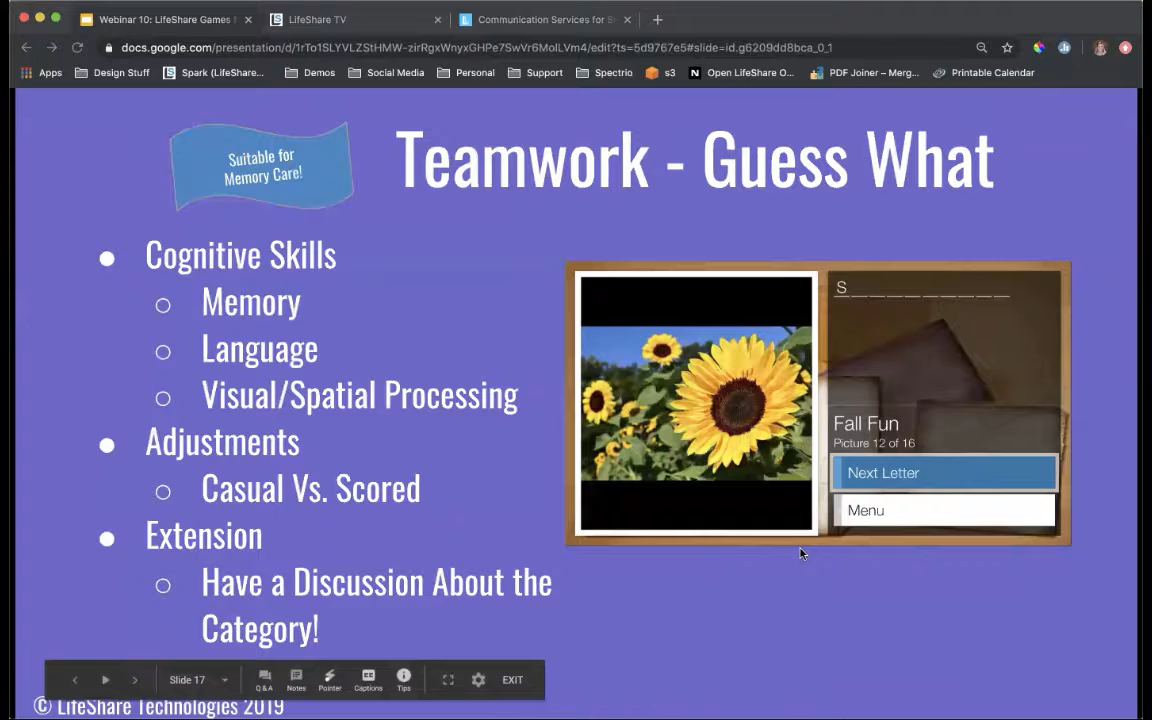 Webinar 10: LifeShare Games
LifeShare TV
Communication Services for S
docs.google.com/presentation/d/1rTo1SLYVLZStHMW-zirRgxWnyxGHPe7SwVr6MolLVm4/edit?ts=5d9767e5#slide=id.g6209dd8bca_0_1
Apps Design Stuff Spark (LifeShare... Demos Social Media Personal Support Spectrio s3 Open LifeShare O... PDF Joiner – Merg... Printable Calendar
Suitable for
Memory Care!
Teamwork - Guess What
● Cognitive Skills
○ Memory
○ Language
○ Visual/Spatial Processing
● Adjustments
○ Casual Vs. Scored
● Extension
○ Have a Discussion About the
Category!
S_ _ _ _ _ _ _ _ _
Fall Fun
Picture 12 of 16
Next Letter
Menu
Slide 17
Q&A Notes Pointer Captions Tips EXIT
© LifeShare Technologies 2019